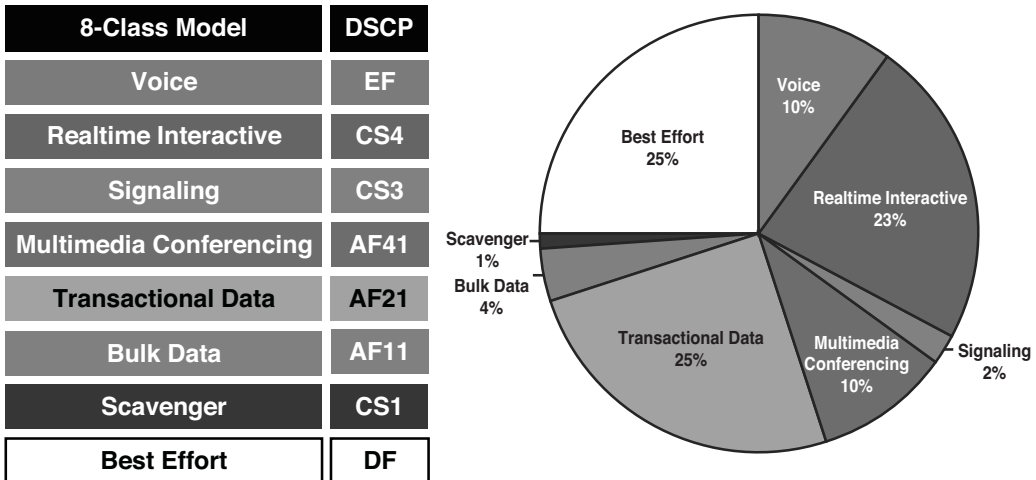 8-Class Model DSCP
Voice EF
Realtime Interactive CS4
Signaling CS3
Multimedia Conferencing AF41
Transactional Data AF21
Bulk Data AF11
Scavenger CS1
Best Effort DF
Voice
10%
Realtime Interactive
23%
Signaling
2%
Multimedia
Conferencing
10%
Transactional Data
25%
Bulk Data
4%
Scavenger
1%
Best Effort
25%